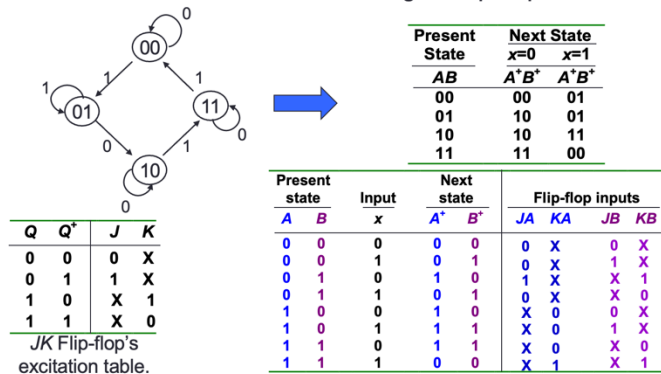 0
00
1
1
1
01
11
0
0
1
10
0
Present Next State
State x=0 x=1
AB A⁺B⁺ A⁺B⁺
00 00 01
01 10 01
10 10 11
11 11 00
Q Q⁺ J K
0 0 0 X
0 1 1 X
1 0 X 1
1 1 X 0
JK Flip-flop's
excitation table.
Present Next
state Input state Flip-flop inputs
A B x A⁺ B⁺ JA KA JB KB
0 0 0 0 0 0 X 0 X
0 0 1 0 1 0 X 1 X
0 1 0 1 0 1 X X 1
0 1 1 0 1 0 X X 0
1 0 0 1 0 X 0 0 X
1 0 1 1 1 X 0 1 X
1 1 0 1 1 X 0 X 0
1 1 1 0 0 X 1 X 1